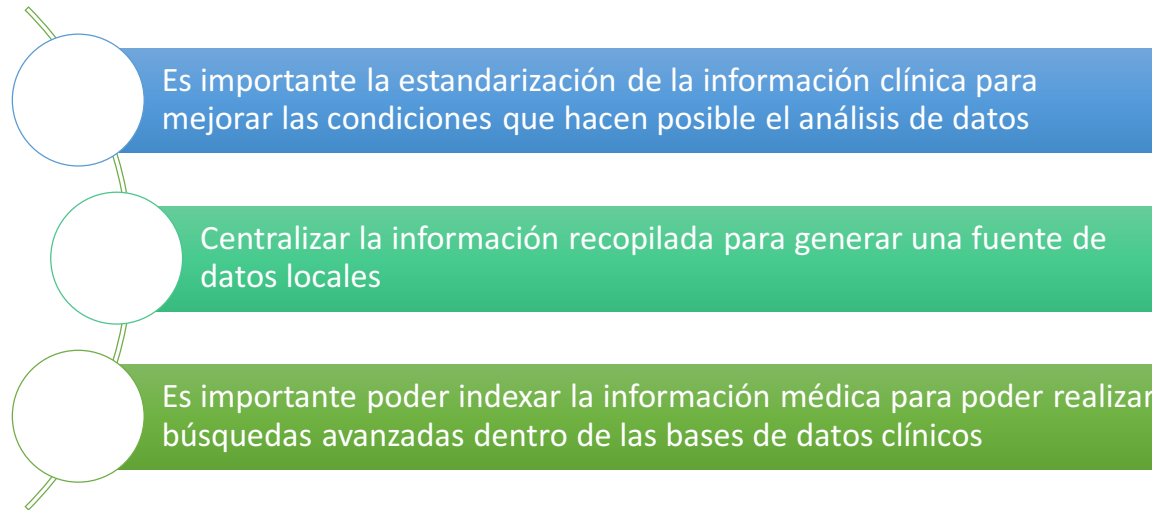 Es importante la estandarización de la información clínica para
mejorar las condiciones que hacen posible el análisis de datos
Centralizar la información recopilada para generar una fuente de
datos locales
Es importante poder indexar la información médica para poder realizar
búsquedas avanzadas dentro de las bases de datos clínicos